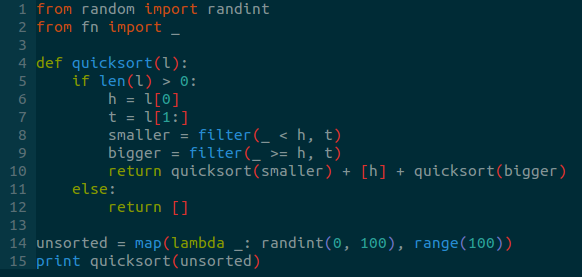 1 from random import randint
2 from fn import _
3
4 def quicksort(l):
5     if len(l) > 0:
6         h = l[0]
7         t = l[1:]
8         smaller = filter(_ < h, t)
9         bigger = filter(_ >= h, t)
10         return quicksort(smaller) + [h] + quicksort(bigger)
11     else:
12         return []
13
14 unsorted = map(lambda _: randint(0, 100), range(100))
15 print quicksort(unsorted)